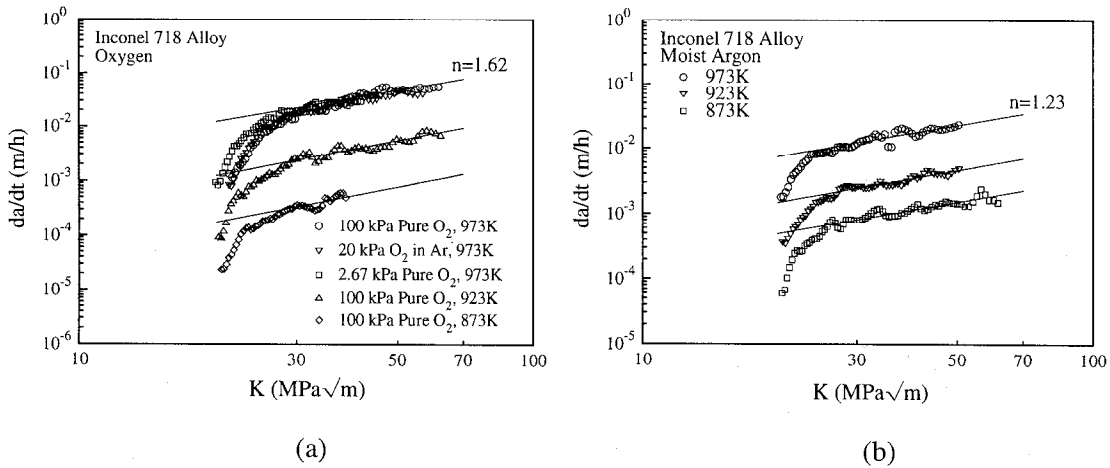 (a)
10^0
10^-1
10^-2
10^-3
10^-4
10^-5
10^-6
da/dt (m/h)
Inconel 718 Alloy
Oxygen
n=1.62
100 kPa Pure O2, 973K
20 kPa O2 in Ar, 973K
2.67 kPa Pure O2, 973K
100 kPa Pure O2, 923K
100 kPa Pure O2, 873K
10 30 50 70 100
K (MPa√m)
(a)
(b)
10^0
10^-1
10^-2
10^-3
10^-4
10^-5
da/dt (m/h)
Inconel 718 Alloy
Moist Argon
973K
923K
873K
n=1.23
10 30 50 70 100
K (MPa√m)
(b)